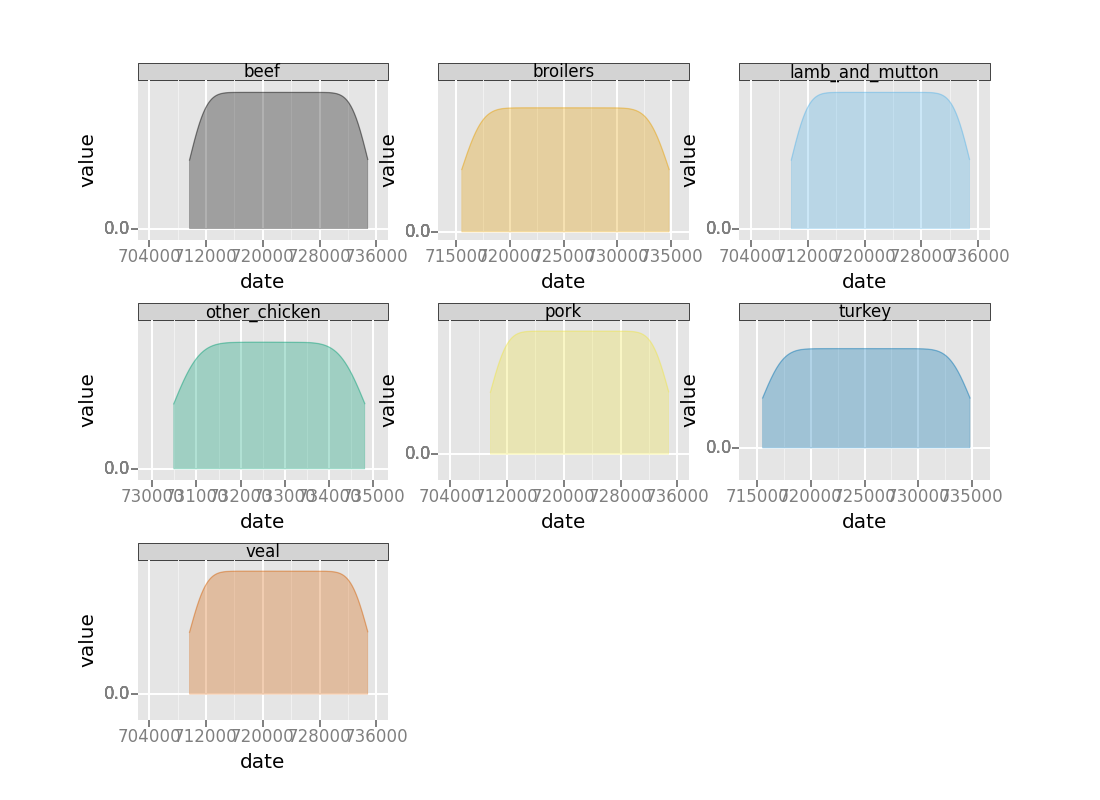 beef broilers lamb_and_mutton
value value value
0.0 0.0 0.0
704000 712000 720000 728000 736000 715000 720000 725000 730000 735000 704000 712000 720000 728000 736000
date date date
other_chicken pork turkey
value value value
0.0 0.0 0.0
730000 731000 732000 733000 734000 735000 704000 712000 720000 728000 736000 715000 720000 725000 730000 735000
date date date
veal
value
0.0
704000 712000 720000 728000 736000
date